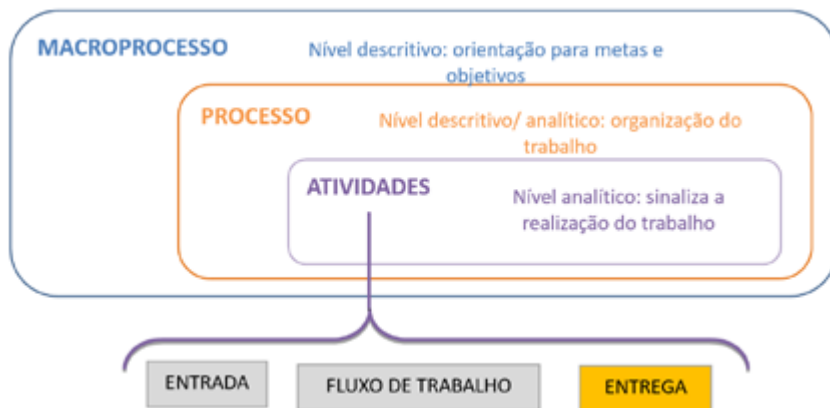 MACROPROCESSO
Nível descritivo: orientação para metas e
objetivos
PROCESSO
Nível descritivo/ analítico: organização do
trabalho
ATIVIDADES
Nível analítico: sinaliza a
realização do trabalho
ENTRADA
FLUXO DE TRABALHO
ENTREGA